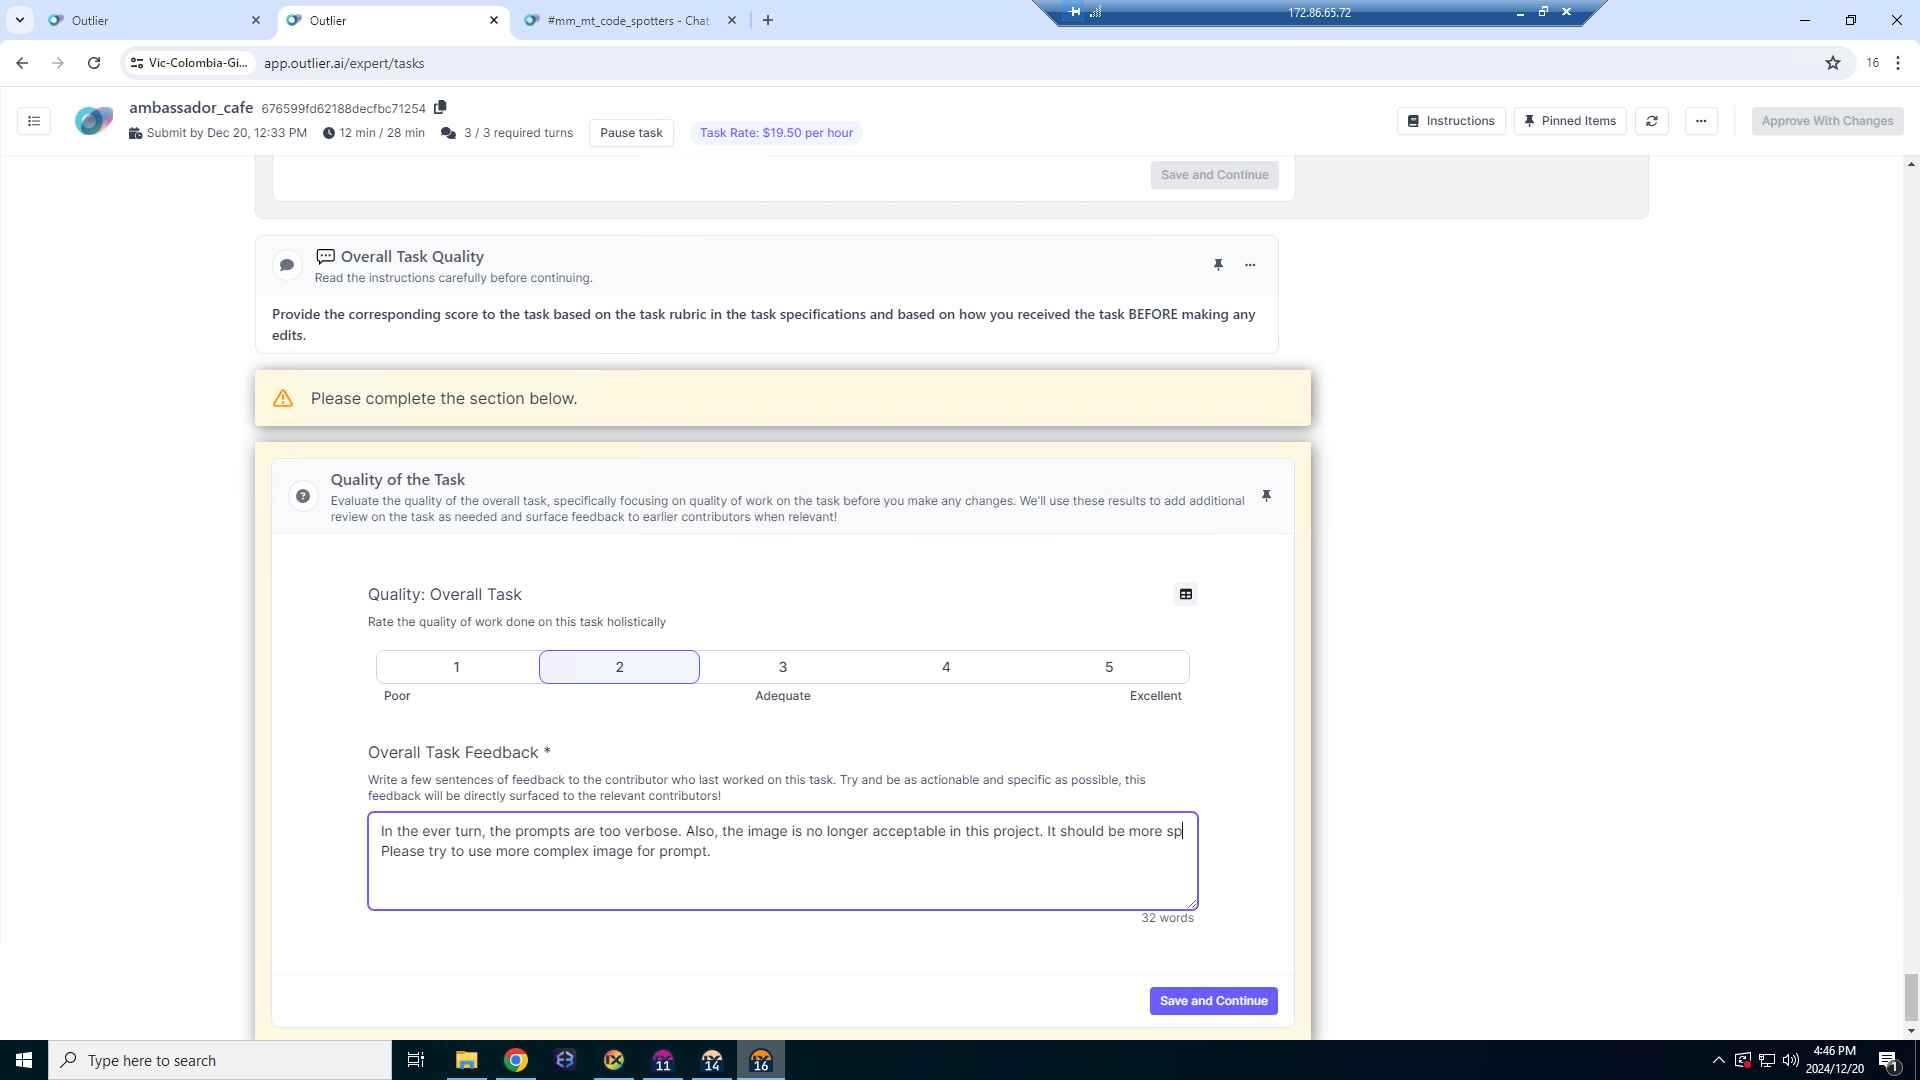 Outlier
Outlier
#mm_mt_code_spotters - Chat
172.86.65.72
Vic-Colombia-Gi...
app.outlier.ai/expert/tasks
16
ambassador_cafe 676599fd62188decfbc71254
Submit by Dec 20, 12:33 PM
12 min / 28 min
3 / 3 required turns
Pause task
Task Rate: $19.50 per hour
Instructions
Pinned Items
Approve With Changes
Save and Continue
Overall Task Quality
Read the instructions carefully before continuing.
Provide the corresponding score to the task based on the task rubric in the task specifications and based on how you received the task BEFORE making any
edits.
Please complete the section below.
Quality of the Task
Evaluate the quality of the overall task, specifically focusing on quality of work on the task before you make any changes. We'll use these results to add additional
review on the task as needed and surface feedback to earlier contributors when relevant!
Quality: Overall Task
Rate the quality of work done on this task holistically
1 2 3 4 5
Poor Adequate Excellent
Overall Task Feedback *
Write a few sentences of feedback to the contributor who last worked on this task. Try and be as actionable and specific as possible, this
feedback will be directly surfaced to the relevant contributors!
In the ever turn, the prompts are too verbose. Also, the image is no longer acceptable in this project. It should be more sp
Please try to use more complex image for prompt.
32 words
Save and Continue
Type here to search
11
14
16
4:46 PM
2024/12/20
1